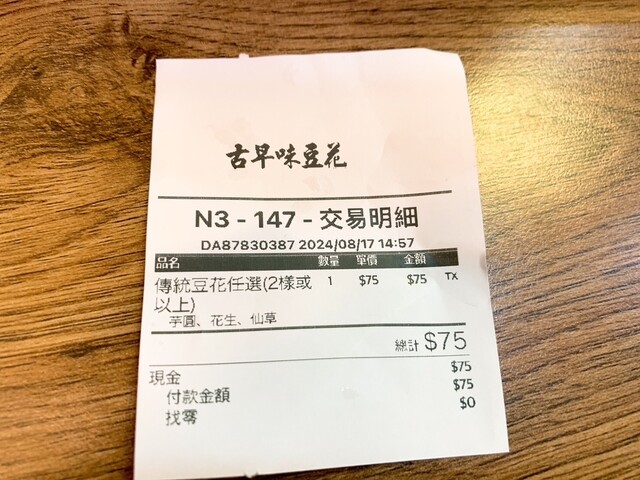 古早味豆花
N3 - 147 - 交易明細
DA87830387 2024/08/17 14:57
品名 數量 單價 金額
傳統豆花任選(2樣或 1 $75 $75 TX
以上)
芋圓、花生、仙草
總計 $75
現金 $75
付款金額 $75
找零 $0